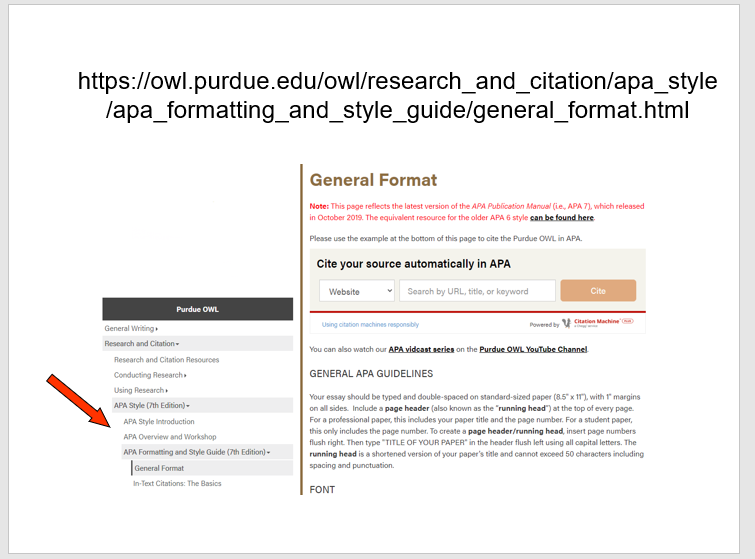 https://owl.purdue.edu/owl/research_and_citation/apa_style
/apa_formatting_and_style_guide/general_format.html
Purdue OWL
General Writing
Research and Citation
Research and Citation Resources
Conducting Research
Using Research
APA Style (7th Edition)
APA Style Introduction
APA Overview and Workshop
APA Formatting and Style Guide (7th Edition)
General Format
In-Text Citations: The Basics
General Format
Note: This page reflects the latest version of the APA Publication Manual (i.e., APA 7), which released
in October 2019. The equivalent resource for the older APA 6 style can be found here.
Please use the example at the bottom of this page to cite the Purdue OWL in APA.
Cite your source automatically in APA
Website
Search by URL, title, or keyword
Cite
Using citation machines responsibly
Powered by
Citation Machine
You can also watch our APA vidcast series on the Purdue OWL YouTube Channel.
GENERAL APA GUIDELINES
Your essay should be typed and double-spaced on standard-sized paper (8.5" x 11"), with 1" margins
on all sides. Include a page header (also known as the "running head") at the top of every page.
For a professional paper, this includes your paper title and the page number. For a student paper,
this only includes the page number. To create a page header/running head, insert page numbers
flush right. Then type "TITLE OF YOUR PAPER" in the header flush left using all capital letters. The
running head is a shortened version of your paper's title and cannot exceed 50 characters including
spacing and punctuation.
FONT